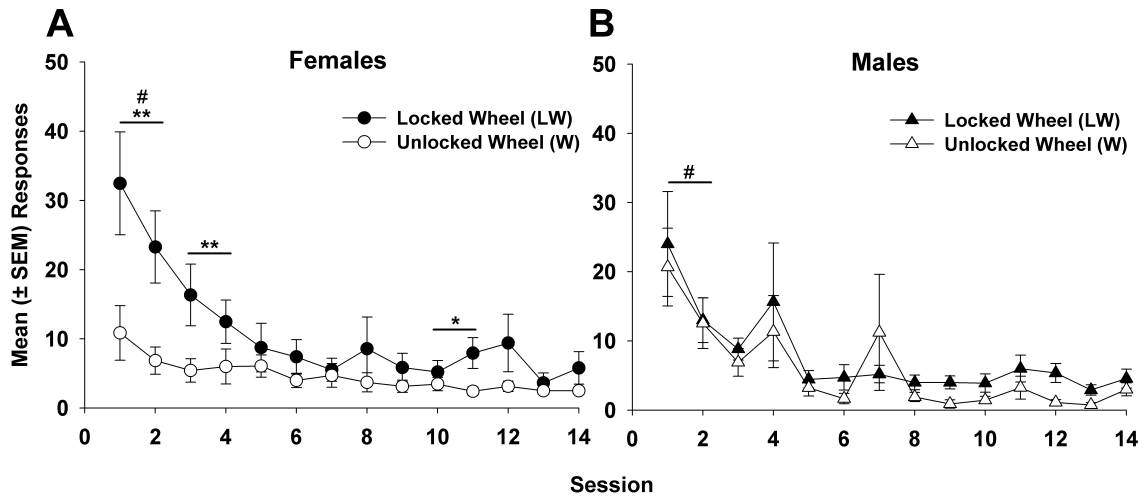 A
Females
50
40
30
20
10
0
Mean (± SEM) Responses
#
**
**
*
Locked Wheel (LW)
Unlocked Wheel (W)
0 2 4 6 8 10 12 14
B
Males
50
40
30
20
10
0
#
Locked Wheel (LW)
Unlocked Wheel (W)
0 2 4 6 8 10 12 14
Session